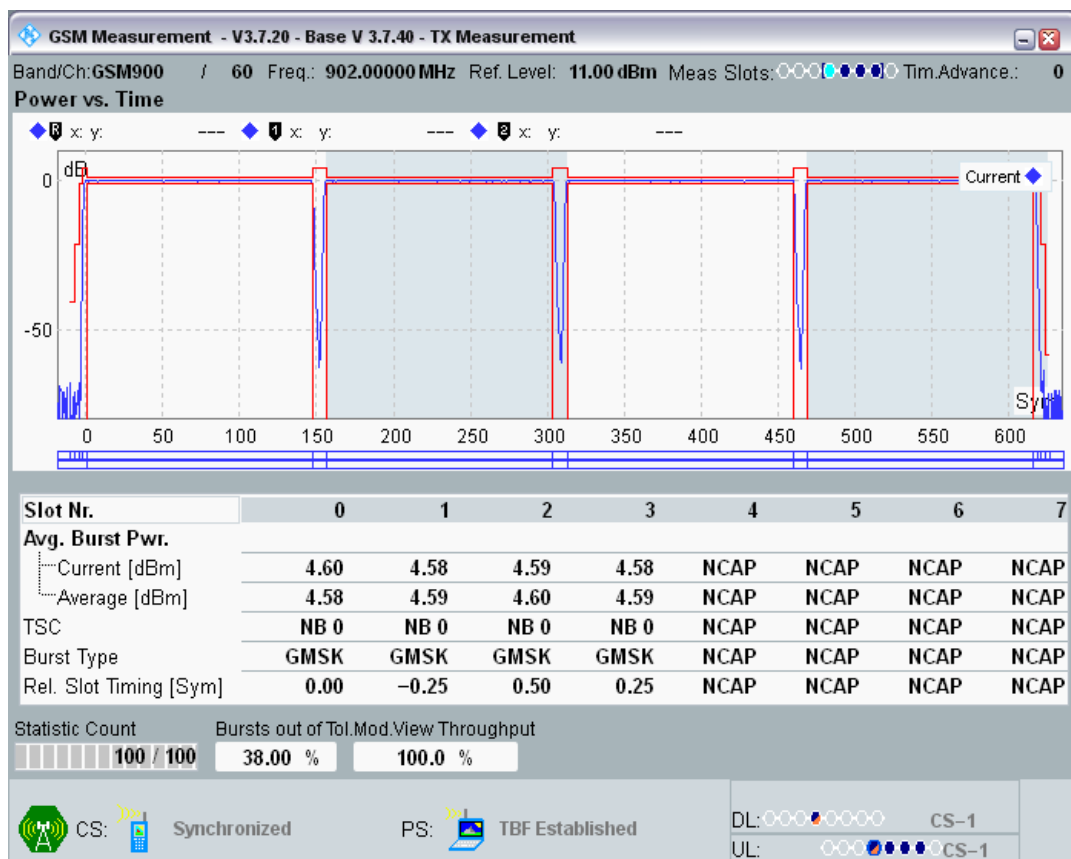 GSM Measurement - V3.7.20 - Base V 3.7.40 - TX Measurement
Band/Ch:GSM900 / 60 Freq.: 902.00000 MHz Ref. Level: 11.00 dBm Meas Slots: Tim.Advance.: 0
Power vs. Time
R x: y: --- 1 x: y: --- 2 x: y: ---
dB
Current
0
-50
Sym
0 50 100 150 200 250 300 350 400 450 500 550 600
Slot Nr. 0 1 2 3 4 5 6 7
Avg. Burst Pwr.
Current [dBm] 4.60 4.58 4.59 4.58 NCAP NCAP NCAP NCAP
Average [dBm] 4.58 4.59 4.60 4.59 NCAP NCAP NCAP NCAP
TSC NB 0 NB 0 NB 0 NB 0 NCAP NCAP NCAP NCAP
Burst Type GMSK GMSK GMSK GMSK NCAP NCAP NCAP NCAP
Rel. Slot Timing [Sym] 0.00 −0.25 0.50 0.25 NCAP NCAP NCAP NCAP
Statistic Count Bursts out of Tol. Mod.View Throughput
100 / 100 38.00 % 100.0 %
CS: Synchronized PS: TBF Established DL: CS−1
UL: CS−1